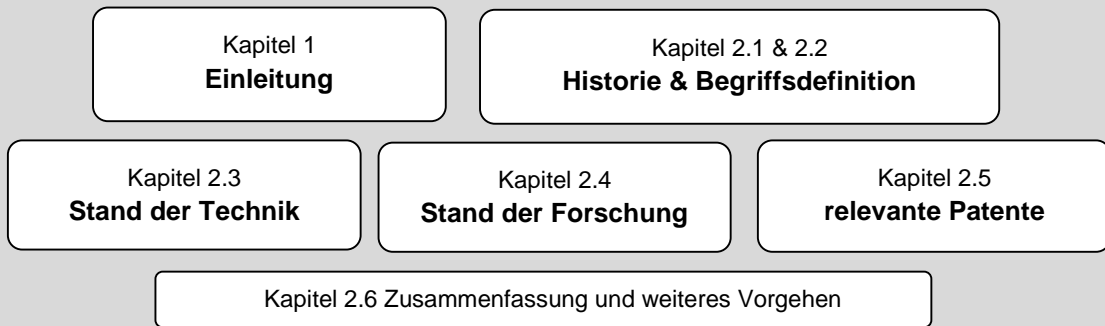 Kapitel 1
Einleitung
Kapitel 2.1 & 2.2
Historie & Begriffsdefinition
Kapitel 2.3
Stand der Technik
Kapitel 2.4
Stand der Forschung
Kapitel 2.5
relevante Patente
Kapitel 2.6 Zusammenfassung und weiteres Vorgehen